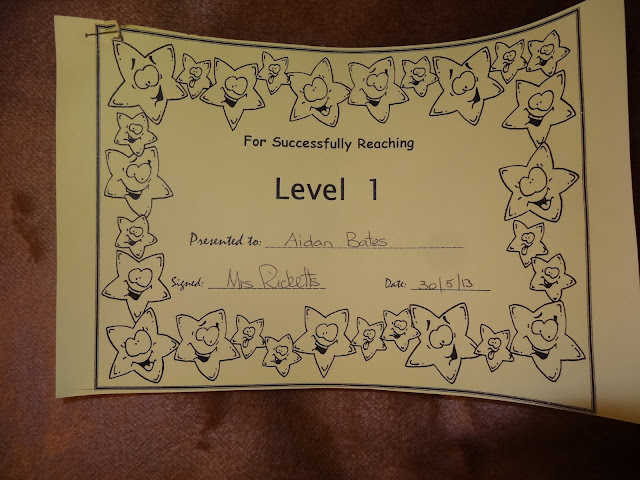 For Successfully Reaching
Level 1
Presented to: Aidan Bates
Signed: Mrs Ricketts Date: 30/5/13